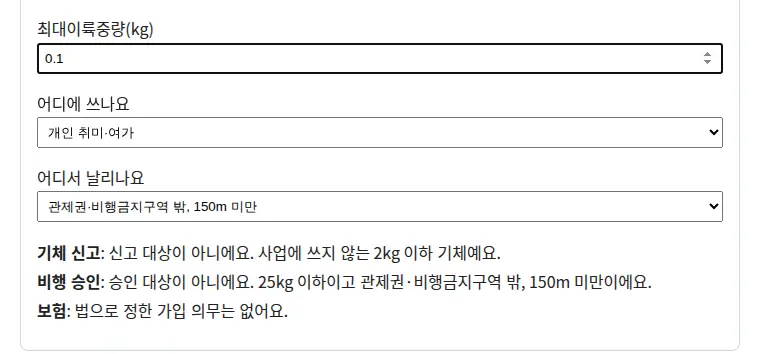 최대이륙중량(kg)
0.1
어디에 쓰나요
개인 취미·여가
어디서 날리나요
관제권·비행금지구역 밖, 150m 미만
기체 신고: 신고 대상이 아니에요. 사업에 쓰지 않는 2kg 이하 기체예요.
비행 승인: 승인 대상이 아니에요. 25kg 이하이고 관제권·비행금지구역 밖, 150m 미만이에요.
보험: 법으로 정한 가입 의무는 없어요.